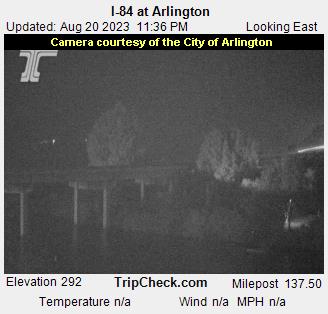 I-84 at Arlington
Updated: Aug 20 2023 11:36 PM Looking East
Camera courtesy of the City of Arlington
Elevation 292 TripCheck.com Milepost 137.50
Temperature n/a Wind n/a MPH n/a